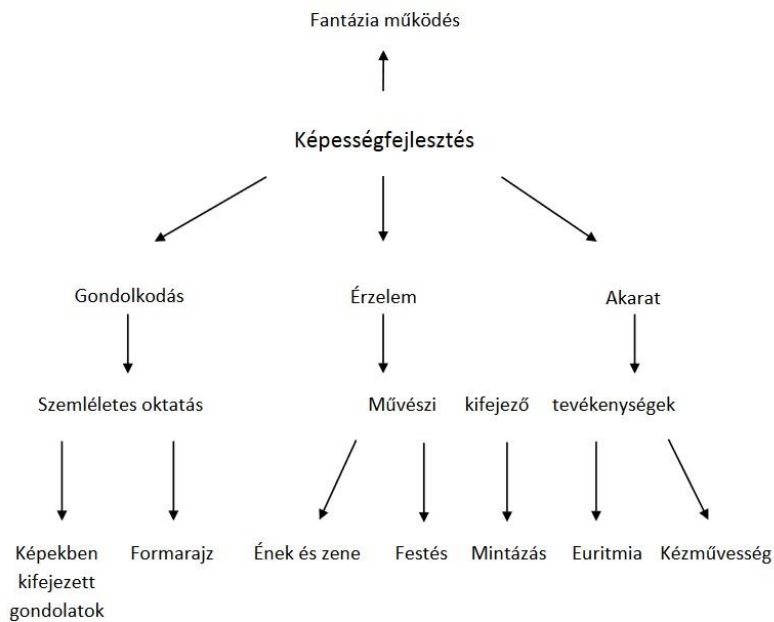 Fantázia működés
Képességfejlesztés
Gondolkodás Érzelem Akarat
Szemléletes oktatás Művészi kifejező tevékenységek
Képekben kifejezett gondolatok Formarajz Ének és zene Festés Mintázás Euritmia Kézművesség